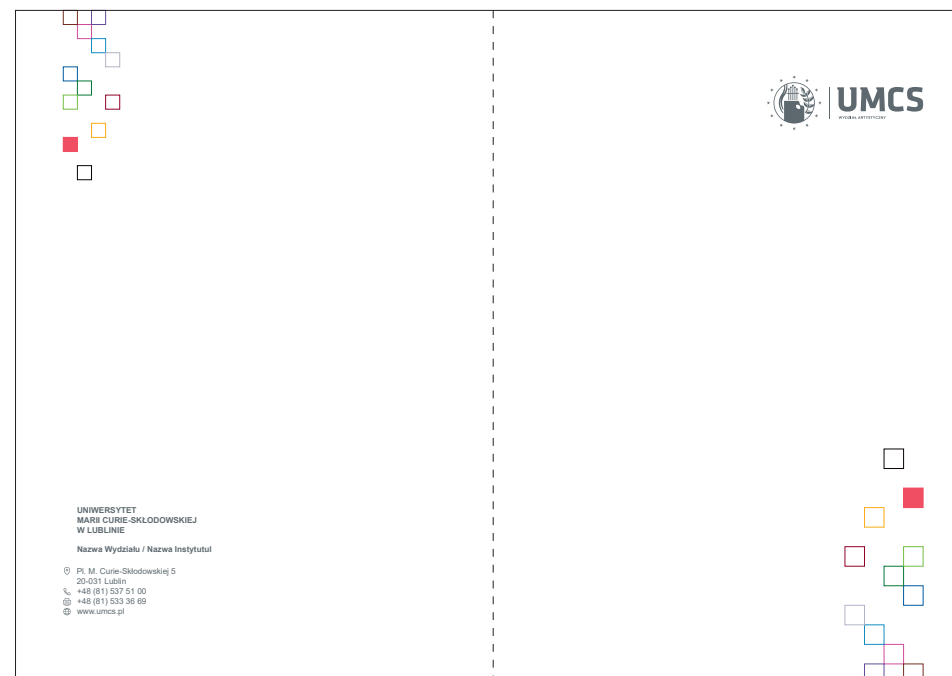 UMCS
WYDZIAŁ ARTYSTYCZNY
UNIWERSYTET
MARII CURIE-SKŁODOWSKIEJ
W LUBLINIE
Nazwa Wydziału / Nazwa Instytutul
Pl. M. Curie-Skłodowskiej 5
20-031 Lublin
+48 (81) 537 51 00
+48 (81) 533 36 69
www.umcs.pl